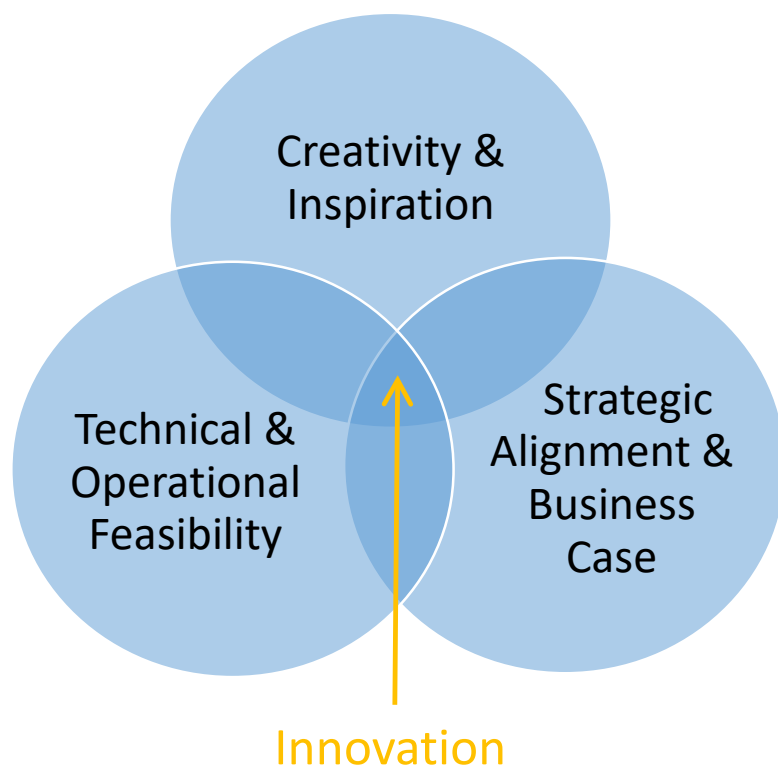 Creativity &
Inspiration
Technical &
Operational
Feasibility
Strategic
Alignment &
Business
Case
Innovation